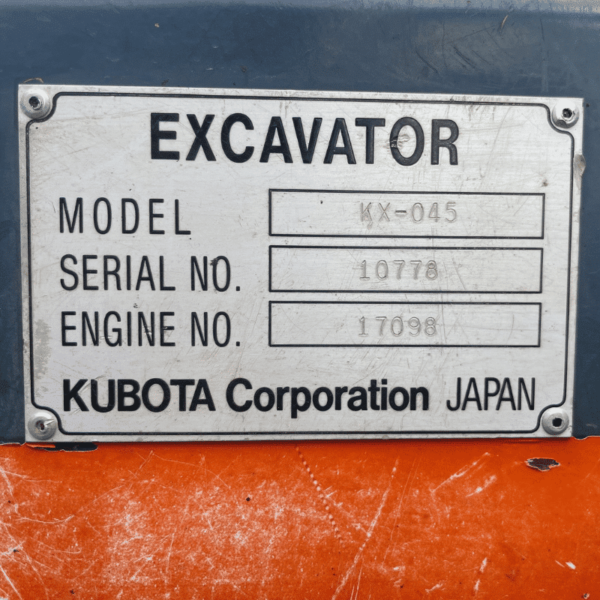 EXCAVATOR
MODEL KX-045
SERIAL NO. 10778
ENGINE NO. 17098
KUBOTA Corporation JAPAN